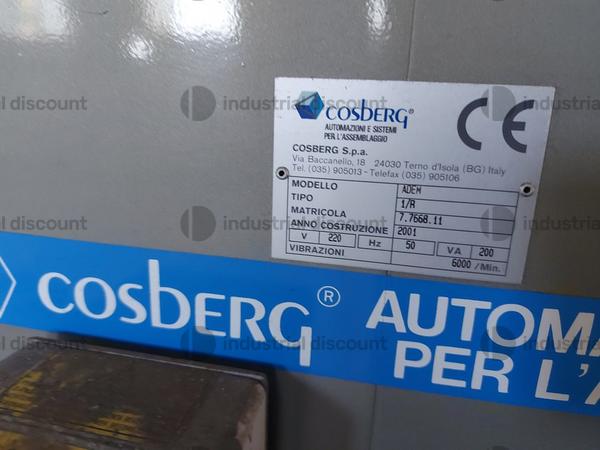 COSBERG®
AUTOMAZIONI E SISTEMI
PER L'ASSEMBLAGGIO
CE
COSBERG S.p.a.
Via Baccanello, 18 24030 Terno d'Isola (BG) Italy
Tel. (035) 905013 - Telefax (035) 905106
MODELLO ADEM
TIPO 1/R
MATRICOLA 7.7668.11
ANNO COSTRUZIONE 2001
V 220 Hz 50 VA 200
VIBRAZIONI 6000/Min.
COSBERG® AUTOMA
PER L'A
industrial discount
industrial discount
industrial discount
industrial discount
industrial discount
industrial discount